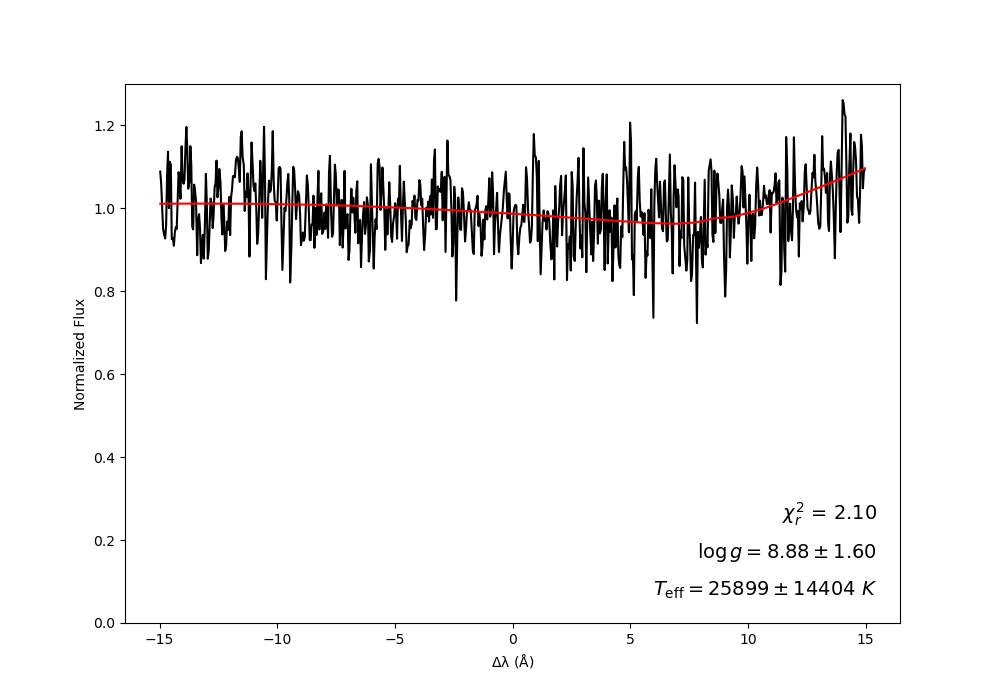 1.2
1.0
0.8
0.6
0.4
0.2
0.0
Normalized Flux
χ²ᵣ = 2.10
log g = 8.88 ± 1.60
T_eff = 25899 ± 14404 K
−15 −10 −5 0 5 10 15
Δλ (Å)